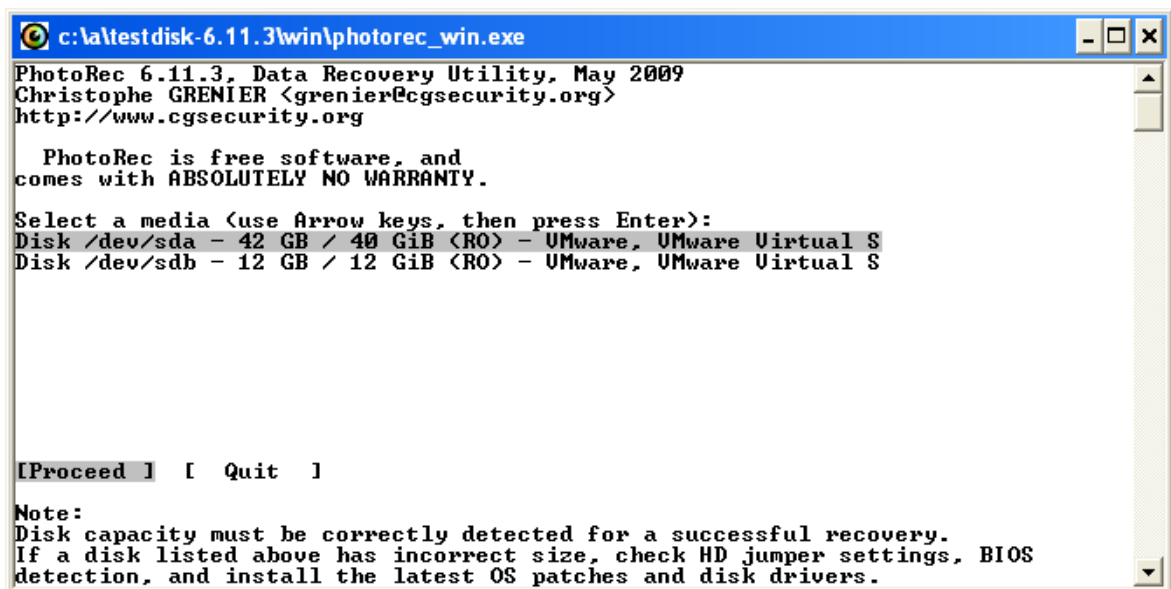 c:\a\testdisk-6.11.3\win\photorec_win.exe
PhotoRec 6.11.3, Data Recovery Utility, May 2009
Christophe GRENIER <grenier@cgsecurity.org>
http://www.cgsecurity.org
PhotoRec is free software, and
comes with ABSOLUTELY NO WARRANTY.
Select a media (use Arrow keys, then press Enter):
Disk /dev/sda - 42 GB / 40 GiB (RO) - VMware, VMware Virtual S
Disk /dev/sdb - 12 GB / 12 GiB (RO) - VMware, VMware Virtual S
[Proceed ]  [  Quit  ]
Note:
Disk capacity must be correctly detected for a successful recovery.
If a disk listed above has incorrect size, check HD jumper settings, BIOS
detection, and install the latest OS patches and disk drivers.